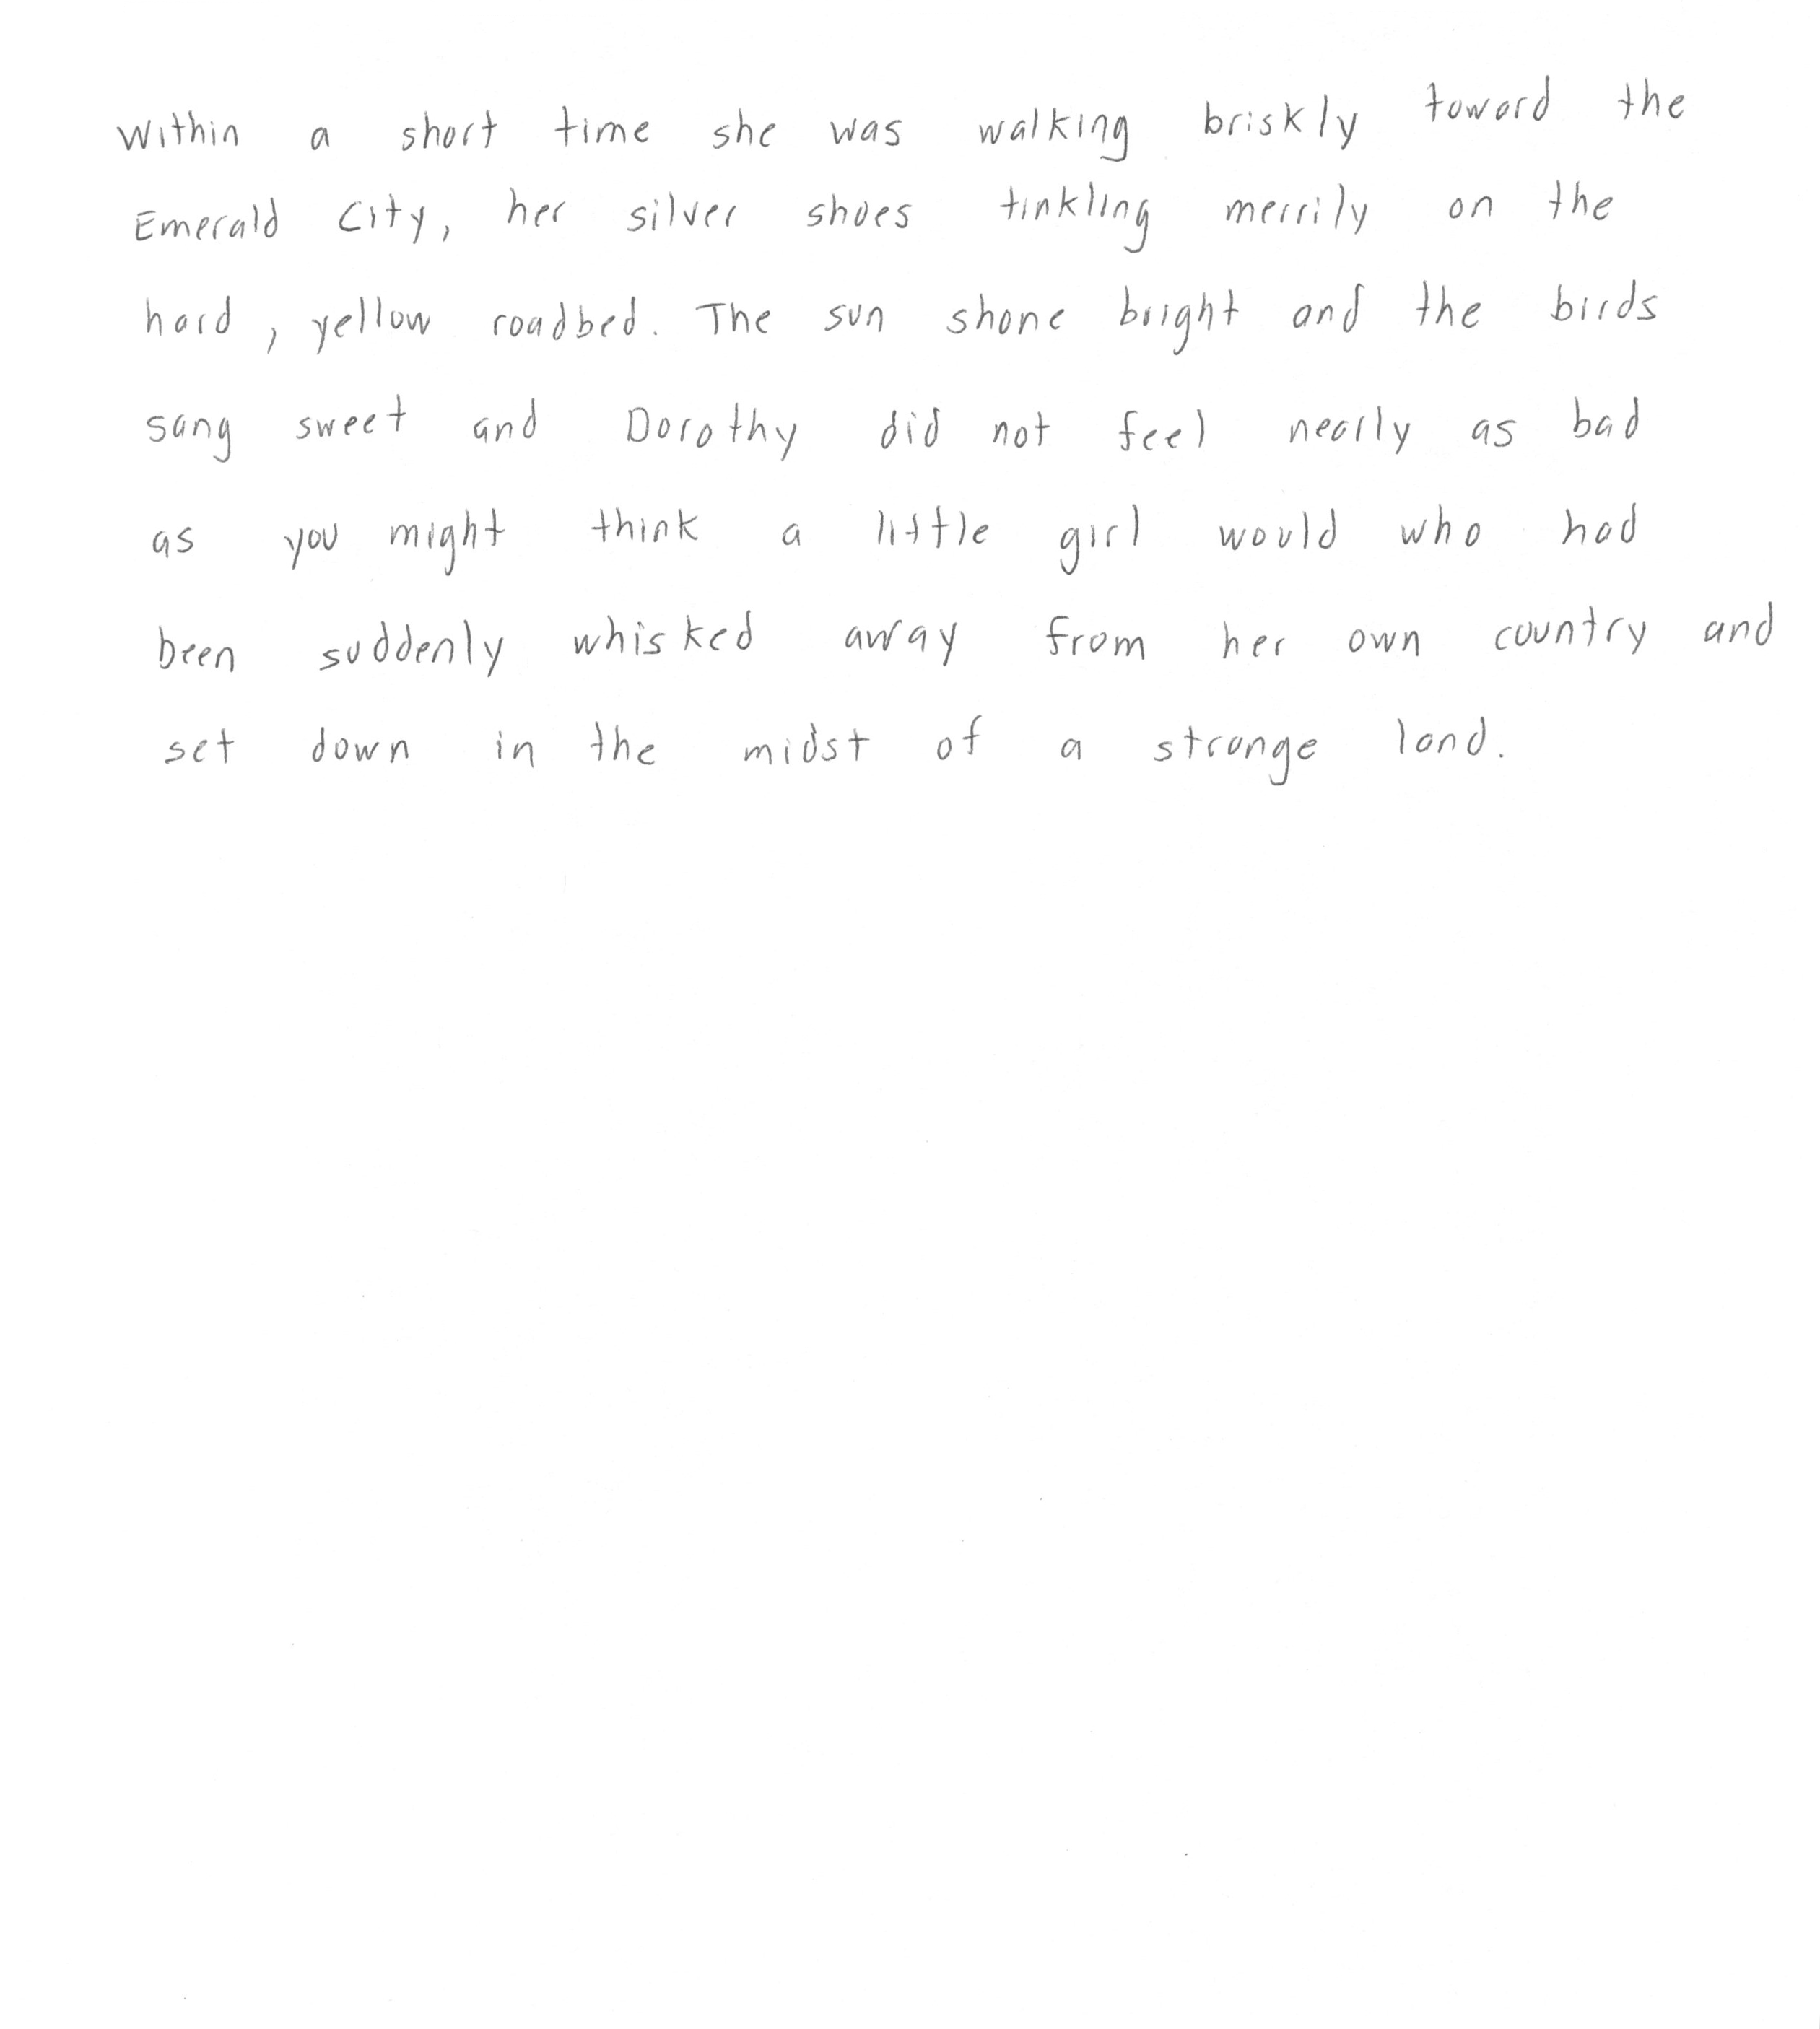 Within a short time she was walking briskly toward the
Emerald City, her silver shoes tinkling merrily on the
hard, yellow roadbed. The sun shone bright and the birds
sang sweet and Dorothy did not feel nearly as bad
as you might think a little girl would who had
been suddenly whisked away from her own country and
set down in the midst of a strange land.